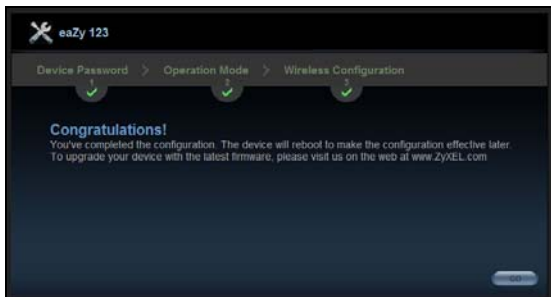 eaZy 123
Device Password > Operation Mode > Wireless Configuration
1 2 3
Congratulations!
You've completed the configuration. The device will reboot to make the configuration effective later.
To upgrade your device with the latest firmware, please visit us on the web at www.ZyXEL.com
GO